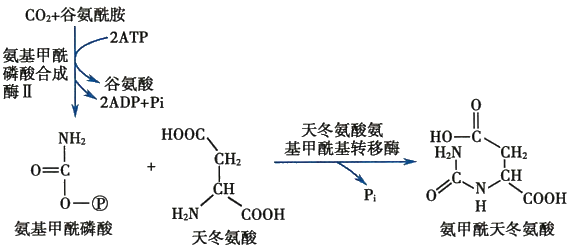 CO₂+谷氨酰胺
2ATP
氨基甲酰
磷酸合成
酶Ⅱ
谷氨酸
2ADP+Pi
NH₂
O=C
O—Ⓟ
氨基甲酰磷酸
+
HOOC
CH₂
CH
H₂N
COOH
天冬氨酸
天冬氨酸氨
基甲酰基转移酶
Pi
O
HO—C
H₂N
CH₂
C
CH
O
N
H
COOH
氨甲酰天冬氨酸